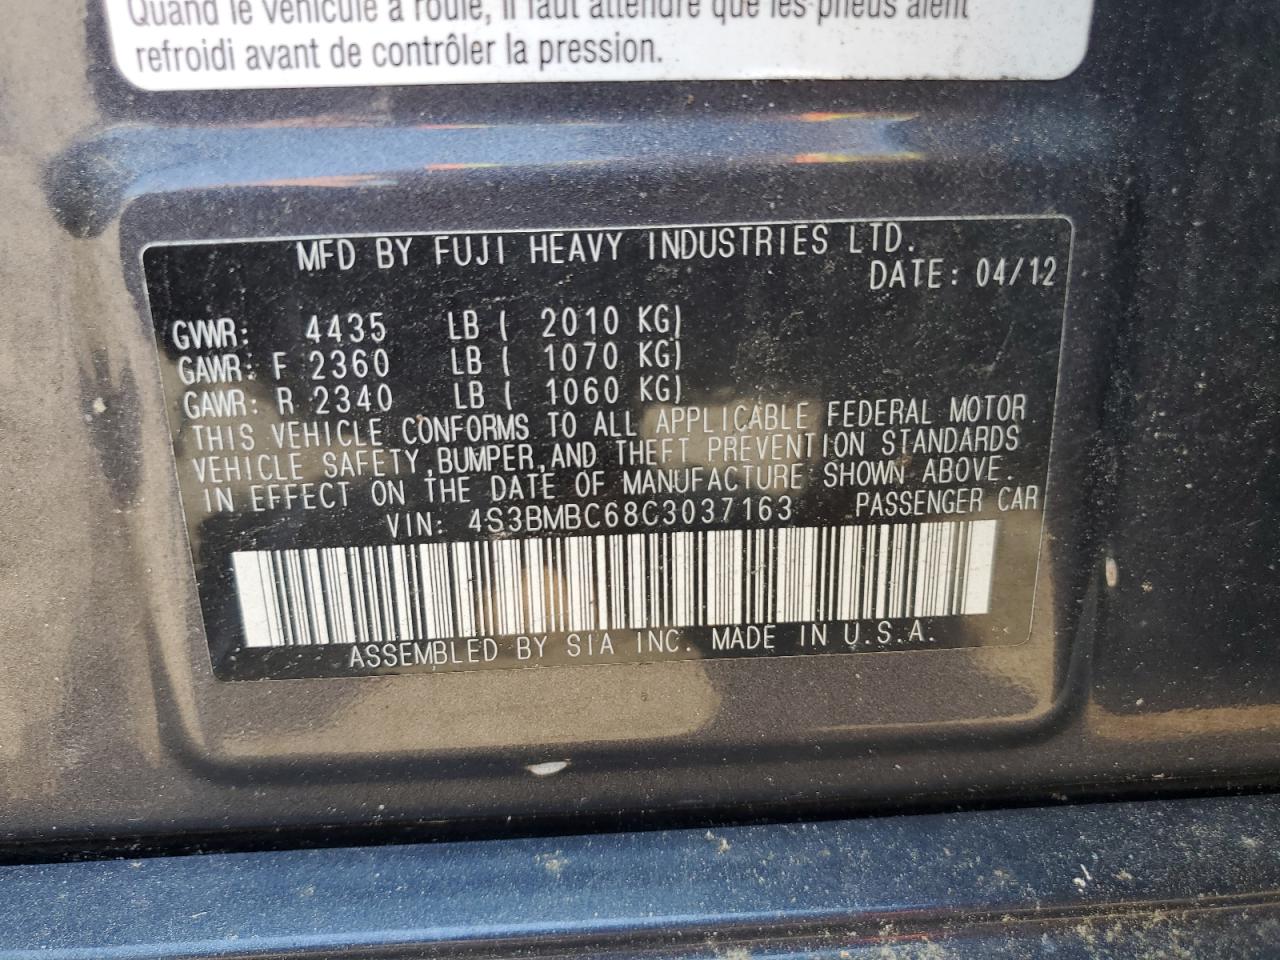 Quand le véhicule a roulé, il faut attendre que les pneus aient
refroidi avant de contrôler la pression.
MFD BY FUJI HEAVY INDUSTRIES LTD.
DATE: 04/12
GVWR: 4435 LB ( 2010 KG)
GAWR: F 2360 LB ( 1070 KG)
GAWR: R 2340 LB ( 1060 KG)
THIS VEHICLE CONFORMS TO ALL APPLICABLE FEDERAL MOTOR
VEHICLE SAFETY,BUMPER,AND THEFT PREVENTION STANDARDS
IN EFFECT ON THE DATE OF MANUFACTURE SHOWN ABOVE.
VIN: 4S3BMBC68C3037163 PASSENGER CAR
ASSEMBLED BY SIA INC. MADE IN U.S.A.